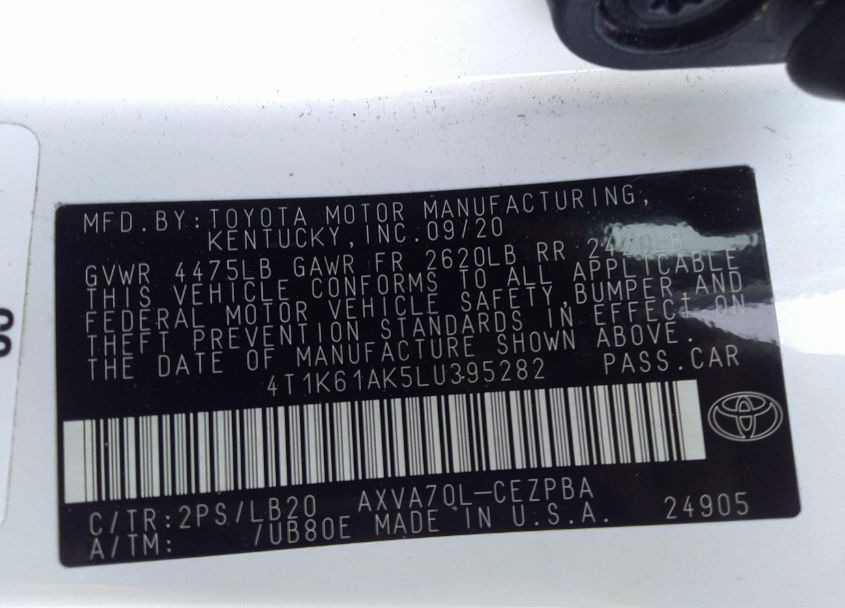 MFD.BY:TOYOTA MOTOR MANUFACTURING,
KENTUCKY,INC.09/20
GVWR 4475LB GAWR FR 2620LB RR
THIS VEHICLE CONFORMS TO ALL APPLICABLE
FEDERAL MOTOR VEHICLE SAFETY,BUMPER,AND
THEFT PREVENTION STANDARDS IN EFFECT ON
THE DATE OF MANUFACTURE SHOWN ABOVE.
4T1K61AK5LU395282 PASS.CAR
C/TR:2PS/LB20 AXVA70L-CEZPBA
A/TM: /UB80E MADE IN U.S.A. 24905